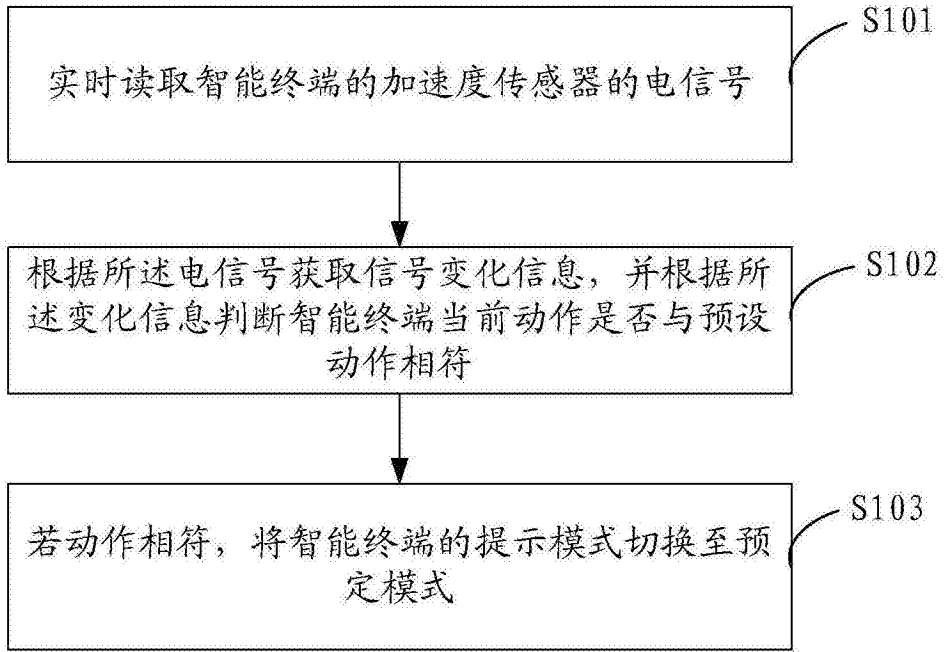 S101
实时读取智能终端的加速度传感器的电信号
S102
根据所述电信号获取信号变化信息，并根据所
述变化信息判断智能终端当前动作是否与预设
动作相符
S103
若动作相符，将智能终端的提示模式切换至预
定模式